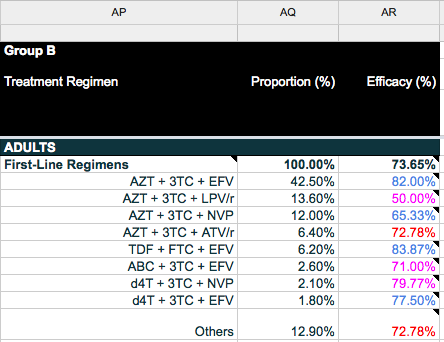 AP AQ AR
Group B
Treatment Regimen Proportion (%) Efficacy (%)
ADULTS
First-Line Regimens 100.00% 73.65%
AZT + 3TC + EFV 42.50% 82.00%
AZT + 3TC + LPV/r 13.60% 50.00%
AZT + 3TC + NVP 12.00% 65.33%
AZT + 3TC + ATV/r 6.40% 72.78%
TDF + FTC + EFV 6.20% 83.87%
ABC + 3TC + EFV 2.60% 71.00%
d4T + 3TC + NVP 2.10% 79.77%
d4T + 3TC + EFV 1.80% 77.50%
Others 12.90% 72.78%